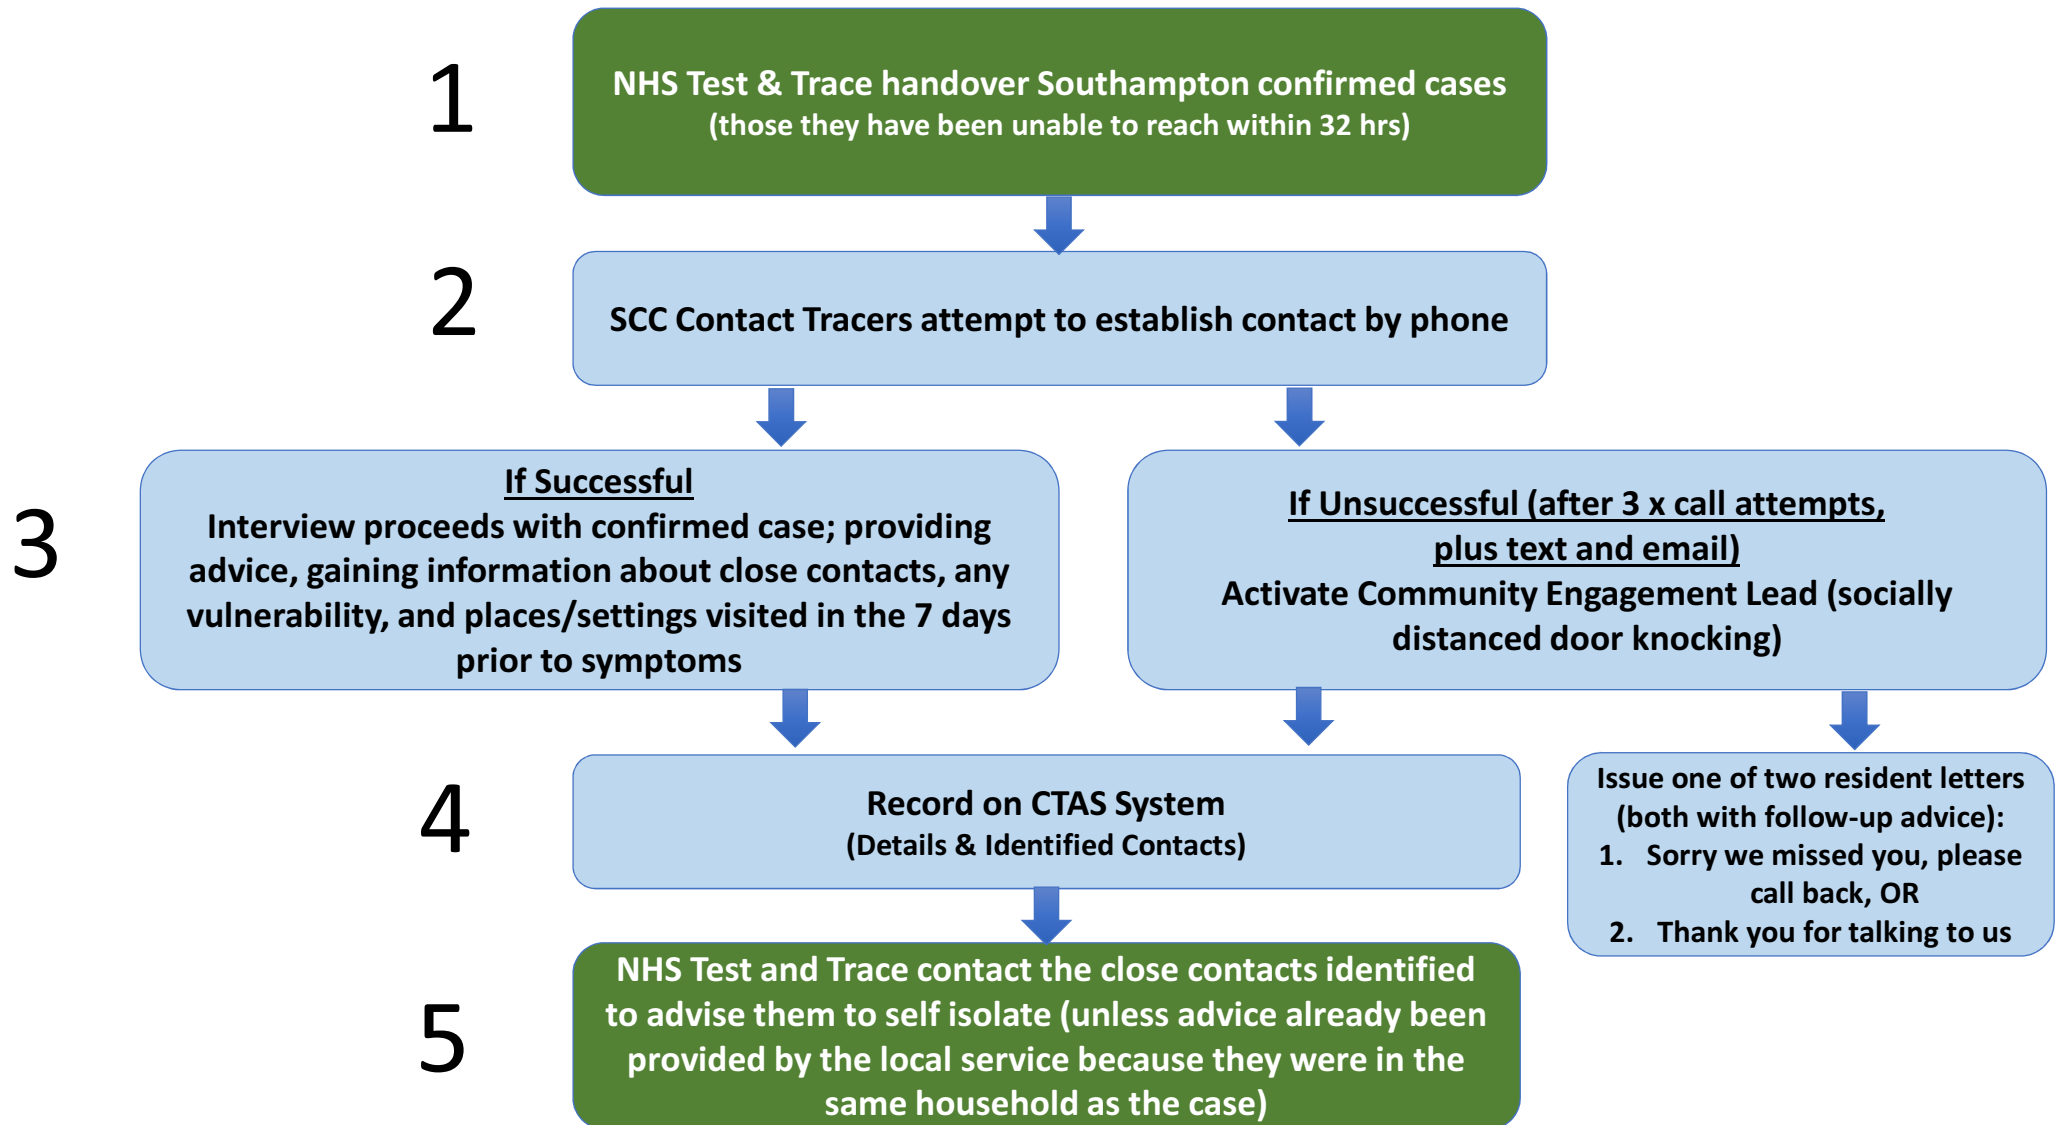 1
NHS Test & Trace handover Southampton confirmed cases
(those they have been unable to reach within 32 hrs)
2
SCC Contact Tracers attempt to establish contact by phone
3
If Successful
Interview proceeds with confirmed case; providing
advice, gaining information about close contacts, any
vulnerability, and places/settings visited in the 7 days
prior to symptoms
If Unsuccessful (after 3 x call attempts,
plus text and email)
Activate Community Engagement Lead (socially
distanced door knocking)
4
Record on CTAS System
(Details & Identified Contacts)
Issue one of two resident letters
(both with follow-up advice):
1. Sorry we missed you, please
call back, OR
2. Thank you for talking to us
5
NHS Test and Trace contact the close contacts identified
to advise them to self isolate (unless advice already been
provided by the local service because they were in the
same household as the case)